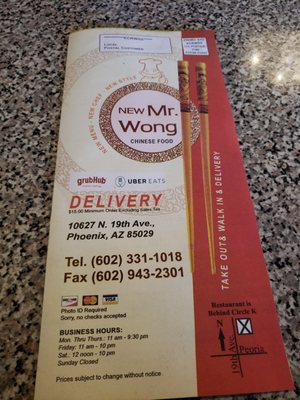 Local
Postal Customer
NEW MENU - NEW CHEF - NEW STYLE
NEW Mr.
Wong
CHINESE FOOD
grubHub
UBER EATS
DELIVERY
$15.00 Minimum Order Excluding Sales Tax
10627 N. 19th Ave.,
Phoenix, AZ 85029
Tel. (602) 331-1018
Fax (602) 943-2301
TAKE OUT& WALK IN & DELIVERY
VISA
Photo ID Required
Sorry, no checks accepted
BUSINESS HOURS:
Mon. Thru Thurs : 11 am - 9:30 pm
Friday: 11 am - 10 pm
Sat.: 12 noon - 10 pm
Sunday Closed
Prices subject to change without notice.
Restaurant is
Behind Circle K
N
19th Ave.
Peoria